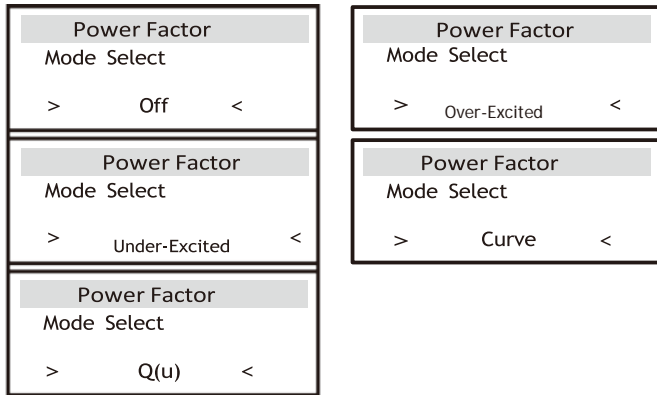 Power Factor
Mode Select
> Off <
Power Factor
Mode Select
> Over-Excited <
Power Factor
Mode Select
> Under-Excited <
Power Factor
Mode Select
> Curve <
Power Factor
Mode Select
> Q(u) <